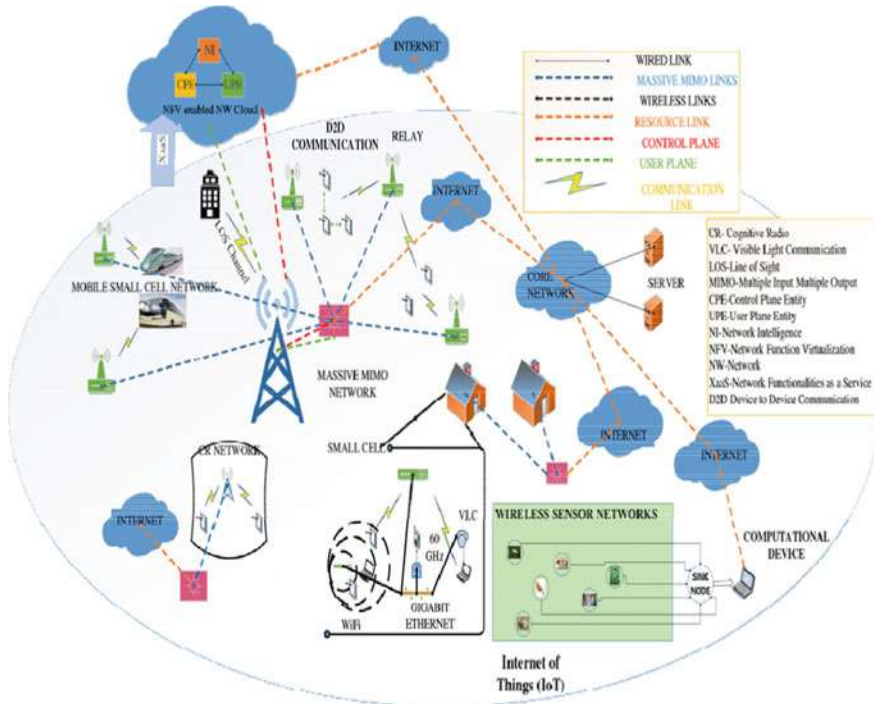 INTERNET
NI
CPE
UPE
NFV enabled NW Cloud
XaaS
D2D
COMMUNICATION
RELAY
LOS Channel
INTERNET
MOBILE SMALL CELL NETWORK
MASSIVE MIMO
NETWORK
CORE
NETWORK
SERVER
WIRED LINK
MASSIVE MIMO LINKS
WIRELESS LINKS
RESOURCE LINK
CONTROL PLANE
USER PLANE
COMMUNICATION
LINK
CR- Cognitive Radio
VLC- Visible Light Communication
LOS-Line of Sight
MIMO-Multiple Input Multiple Output
CPE-Control Plane Entity
UPE-User Plane Entity
NI-Network Intelligence
NFV-Network Function Virtualization
NW-Network
XaaS-Network Functionalities as a Service
D2D Device to Device Communication
SMALL CELL
INTERNET
INTERNET
CR NETWORK
INTERNET
VLC
60
GHz
WiFi
GIGABIT
ETHERNET
WIRELESS SENSOR NETWORKS
SINK
NODE
COMPUTATIONAL
DEVICE
Internet of
Things (IoT)